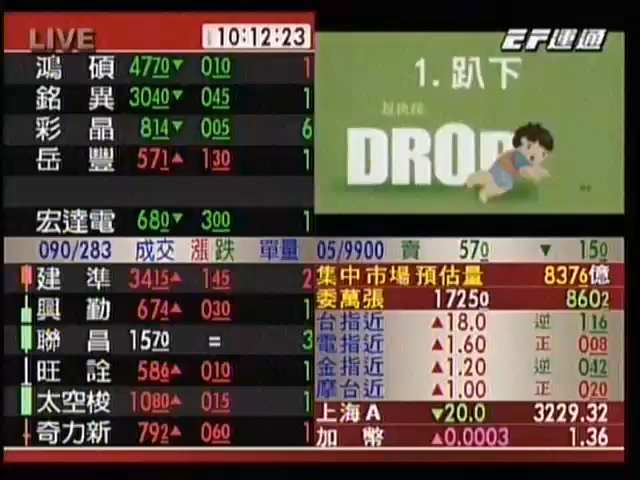 LIVE 10:12:23
鴻碩 4770▼ 010 1
銘異 3040▼ 045 1
彩晶 814▼ 005 6
岳豐 571▲ 130 1
宏達電 680▼ 300 1
090/283 成交 漲跌 單量
建準 3415▲ 145 2
興勤 674▲ 030 1
聯昌 1570 = 3
旺詮 586▲ 010 1
太空梭 1080▲ 015 1
奇力新 792▲ 060 1
EF運通
1. 趴下
DROP
05/9900 賣 570 ▼ 150
集中市場預估量 8376億
委萬張 17250 8602
台指近 ▲18.0 逆 116
電指近 ▲1.60 正 008
金指近 ▲1.20 逆 042
摩台近 ▲1.00 正 020
上海A ▼20.0 3229.32
加幣 ▲0.0003 1.36